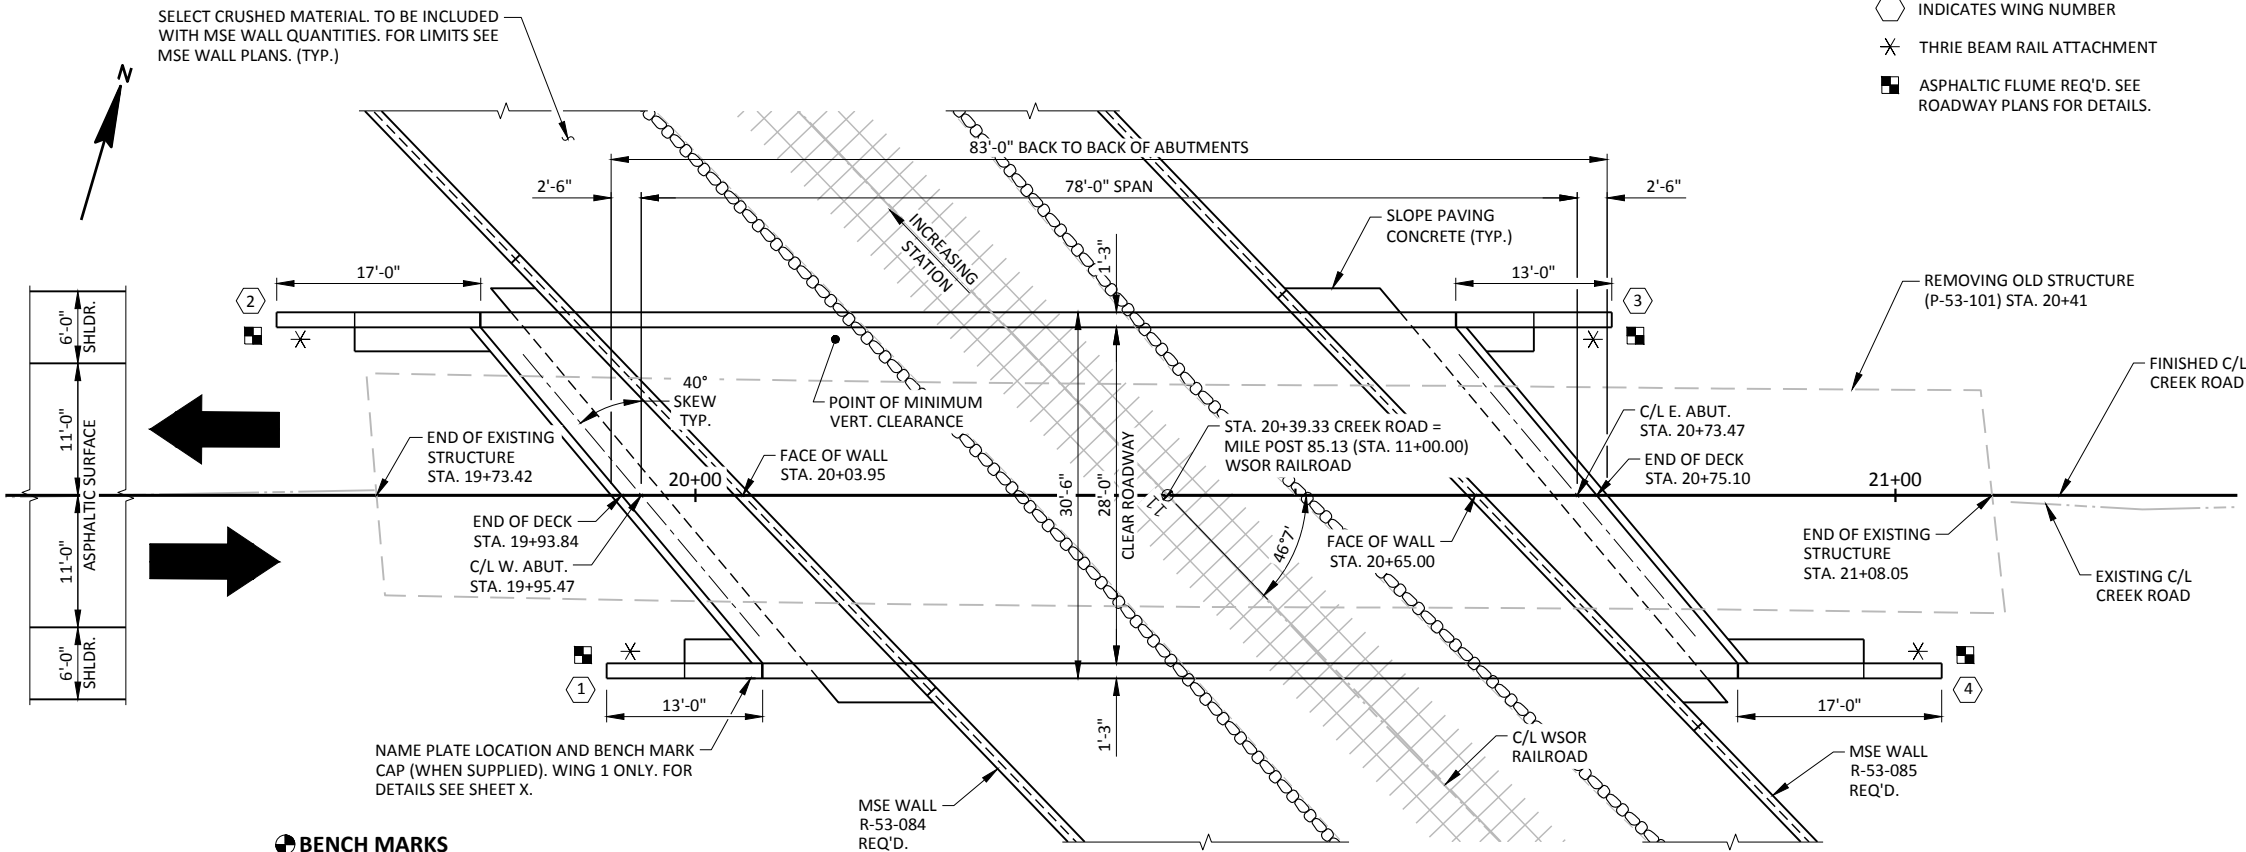 SELECT CRUSHED MATERIAL. TO BE INCLUDED
WITH MSE WALL QUANTITIES. FOR LIMITS SEE
MSE WALL PLANS. (TYP.)
INDICATES WING NUMBER
THRIE BEAM RAIL ATTACHMENT
ASPHALTIC FLUME REQ'D. SEE
ROADWAY PLANS FOR DETAILS.
N
83'-0" BACK TO BACK OF ABUTMENTS
2'-6"
78'-0" SPAN
2'-6"
INCREASING
STATION
1'-3"
SLOPE PAVING
CONCRETE (TYP.)
17'-0"
13'-0"
REMOVING OLD STRUCTURE
(P-53-101) STA. 20+41
2
3
6'-0"
SHLDR.
11'-0"
ASPHALTIC SURFACE
11'-0"
6'-0"
SHLDR.
40°
SKEW
TYP.
POINT OF MINIMUM
VERT. CLEARANCE
FINISHED C/L
CREEK ROAD
C/L E. ABUT.
STA. 20+73.47
END OF EXISTING
STRUCTURE
STA. 19+73.42
FACE OF WALL
STA. 20+03.95
STA. 20+39.33 CREEK ROAD =
MILE POST 85.13 (STA. 11+00.00)
WSOR RAILROAD
END OF DECK
STA. 20+75.10
20+00
21+00
30'-6"
28'-0"
CLEAR ROADWAY
11
46°7'
END OF DECK
STA. 19+93.84
C/L W. ABUT.
STA. 19+95.47
FACE OF WALL
STA. 20+65.00
END OF EXISTING
STRUCTURE
STA. 21+08.05
EXISTING C/L
CREEK ROAD
1
4
13'-0"
17'-0"
1'-3"
NAME PLATE LOCATION AND BENCH MARK
CAP (WHEN SUPPLIED). WING 1 ONLY. FOR
DETAILS SEE SHEET X.
C/L WSOR
RAILROAD
MSE WALL
R-53-085
REQ'D.
MSE WALL
R-53-084
REQ'D.
BENCH MARKS